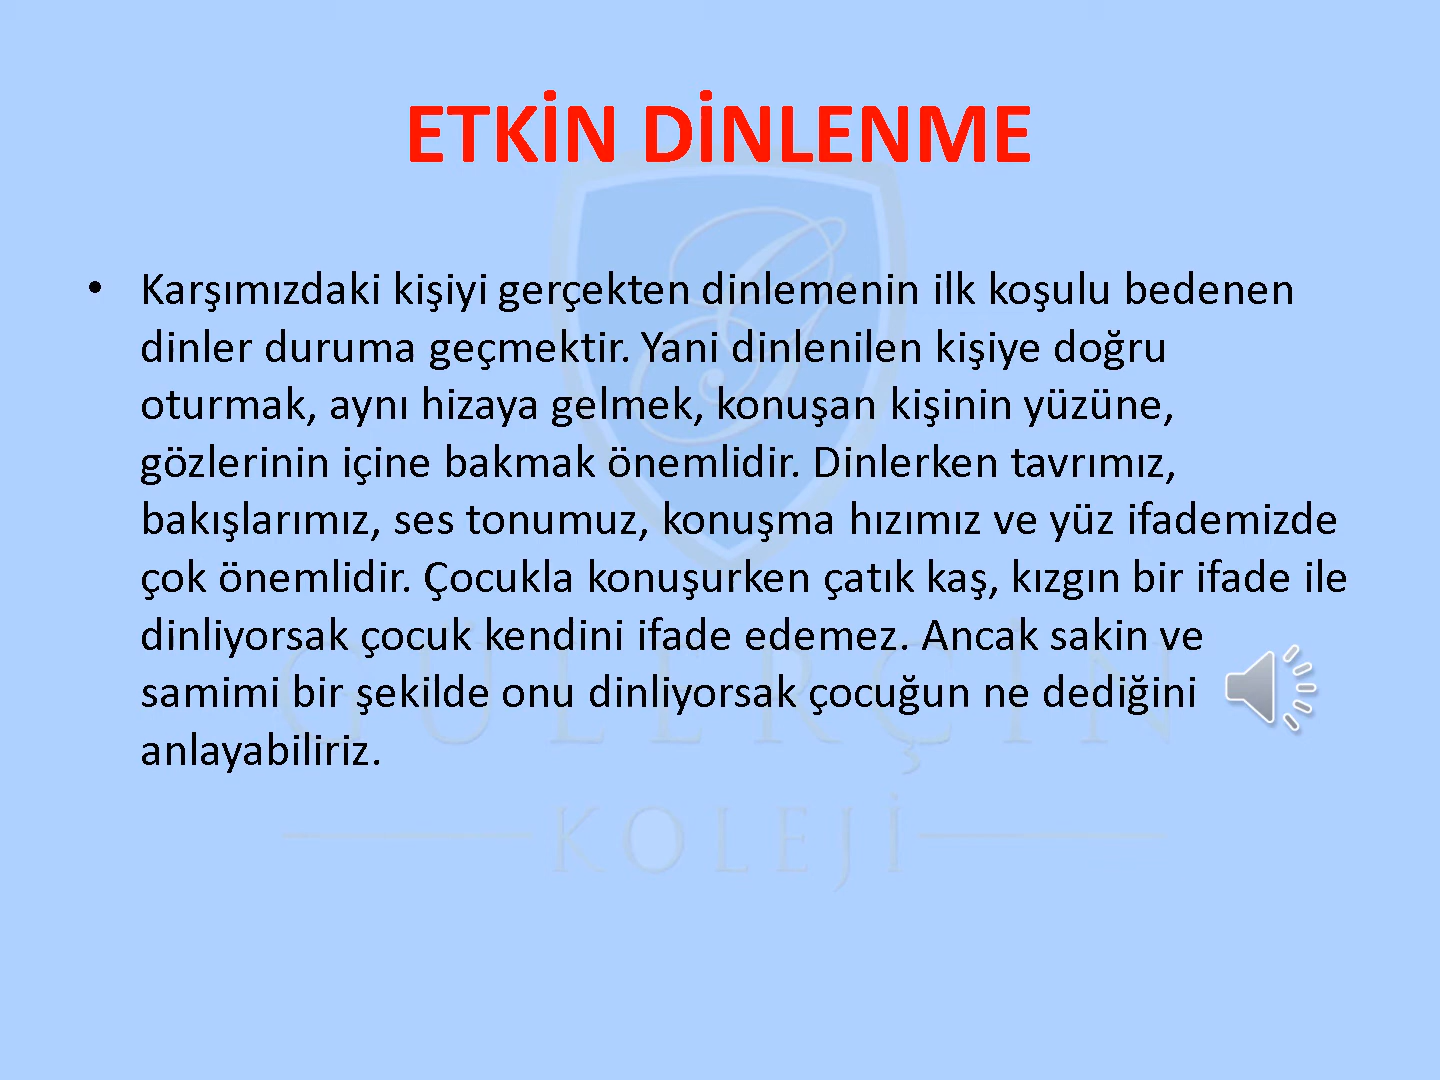 ETKİN DİNLENME
• Karşımızdaki kişiyi gerçekten dinlemenin ilk koşulu bedenen
dinler duruma geçmektir. Yani dinlenilen kişiye doğru
oturmak, aynı hizaya gelmek, konuşan kişinin yüzüne,
gözlerinin içine bakmak önemlidir. Dinlerken tavrımız,
bakışlarımız, ses tonumuz, konuşma hızımız ve yüz ifademizde
çok önemlidir. Çocukla konuşurken çatık kaş, kızgın bir ifade ile
dinliyorsak çocuk kendini ifade edemez. Ancak sakin ve
samimi bir şekilde onu dinliyorsak çocuğun ne dediğini
anlayabiliriz.
GÜLERÇİN
KOLEJİ